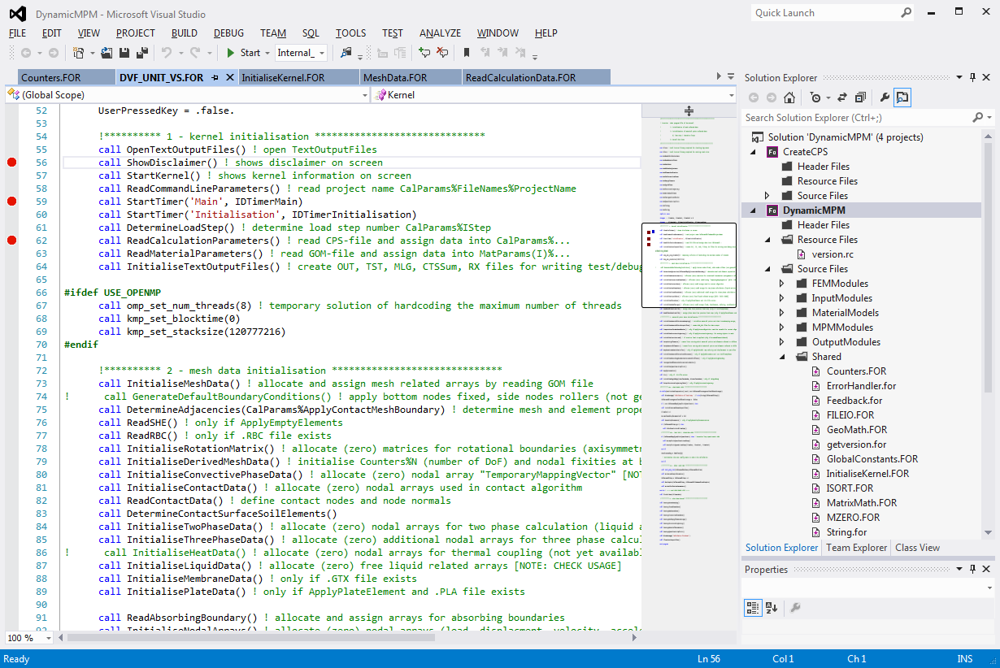 DynamicMPM - Microsoft Visual Studio
Quick Launch
FILE EDIT VIEW PROJECT BUILD DEBUG TEAM SQL TOOLS TEST ANALYZE WINDOW HELP
Start Internal_
Counters.FOR DVF_UNIT_VS.FOR InitialiseKernel.FOR MeshData.FOR ReadCalculationData.FOR
(Global Scope) Kernel
52 UserPressedKey = .false.
53
54 !********** 1 - kernel initialisation ******************************
55 call OpenTextOutputFiles() ! open TextOutputFiles
56 call ShowDisclaimer() ! shows disclaimer on screen
57 call StartKernel() ! shows kernel information on screen
58 call ReadCommandLineParameters() ! read project name CalParams%FileNames%ProjectName
59 call StartTimer('Main', IDTimerMain)
60 call StartTimer('Initialisation', IDTimerInitialisation)
61 call DetermineLoadStep() ! determine load step number CalParams%IStep
62 call ReadCalculationParameters() ! read CPS-file and assign data into CalParams%...
63 call ReadMaterialParameters() ! read GOM-file and assign data into MatParams(I)%...
64 call InitialiseTextOutputFiles() ! create OUT, TST, MLG, CTSSum, RX files for writing test/debug
65
66 #ifdef USE_OPENMP
67 call omp_set_num_threads(8) ! temporary solution of hardcoding the maximum number of threads
68 call kmp_set_blocktime(0)
69 call kmp_set_stacksize(120777216)
70 #endif
71
72 !********** 2 - mesh data initialisation ******************************
73 call InitialiseMeshData() ! allocate and assign mesh related arrays by reading GOM file
74 ! call ApplyDefaultBoundaryConditions() ! apply bottom nodes fixed, side nodes rollers (not ge
75 call DetermineAdjacencies(CalParams%ApplyDetectMeshBoundary) ! determine mesh and element prope
76 call ReadSHE() ! only if ApplyEmptyElements
77 call ReadRBC() ! only if .RBC file exists
78 call InitialiseRotationMatrix() ! allocate (zero) matrices for rotational boundaries (axisymmetr
79 call InitialiseDerivedMeshData() ! initialise Counters%N (number of DoF) and nodal fixities at b
80 call InitialiseConvectivePhaseData() ! allocate (zero) nodal array "TemporaryMappingVector" [NOT
81 call InitialiseContactData() ! allocate (zero) nodal arrays used in contact algorithm
82 call ReadContactData() ! define contact nodes and node normals
83 call DetermineContactSurfaceSoilElements()
84 call InitialiseTwoPhaseData() ! allocate (zero) nodal arrays for two phase calculation (liquid a
85 call InitialiseThreePhaseData() ! allocate (zero) additional nodal arrays for three phase calcul
86 ! call InitialiseHeatData() ! allocate (zero) nodal arrays for thermal coupling (not yet availab
87 call InitialiseLiquidData() ! allocate (zero) free liquid related arrays [NOTE: CHECK USAGE]
88 call InitialiseMembraneData() ! only if .GTX file exists
89 call InitialisePlateData() ! only if ApplyPlateElement and .PLA file exists
90
91 call ReadAbsorbingBoundary() ! allocate and assign arrays for absorbing boundaries
92 call InitialiseNodalArrays() ! allocate (zero) nodal arrays (load, displacment, velocity, accele
100 %
Solution Explorer
Search Solution Explorer (Ctrl+;)
Solution 'DynamicMPM' (4 projects)
CreateCPS
Header Files
Resource Files
Source Files
DynamicMPM
Header Files
Resource Files
version.rc
Source Files
FEMModules
InputModules
MaterialModels
MPMModules
OutputModules
Shared
Counters.FOR
ErrorHandler.for
Feedback.for
FILEIO.FOR
GeoMath.FOR
getversion.for
GlobalConstants.FOR
InitialiseKernel.FOR
ISORT.FOR
MatrixMath.FOR
MZERO.FOR
String.for
Solution Explorer Team Explorer Class View
Properties
Ready Ln 56 Col 1 Ch 1 INS